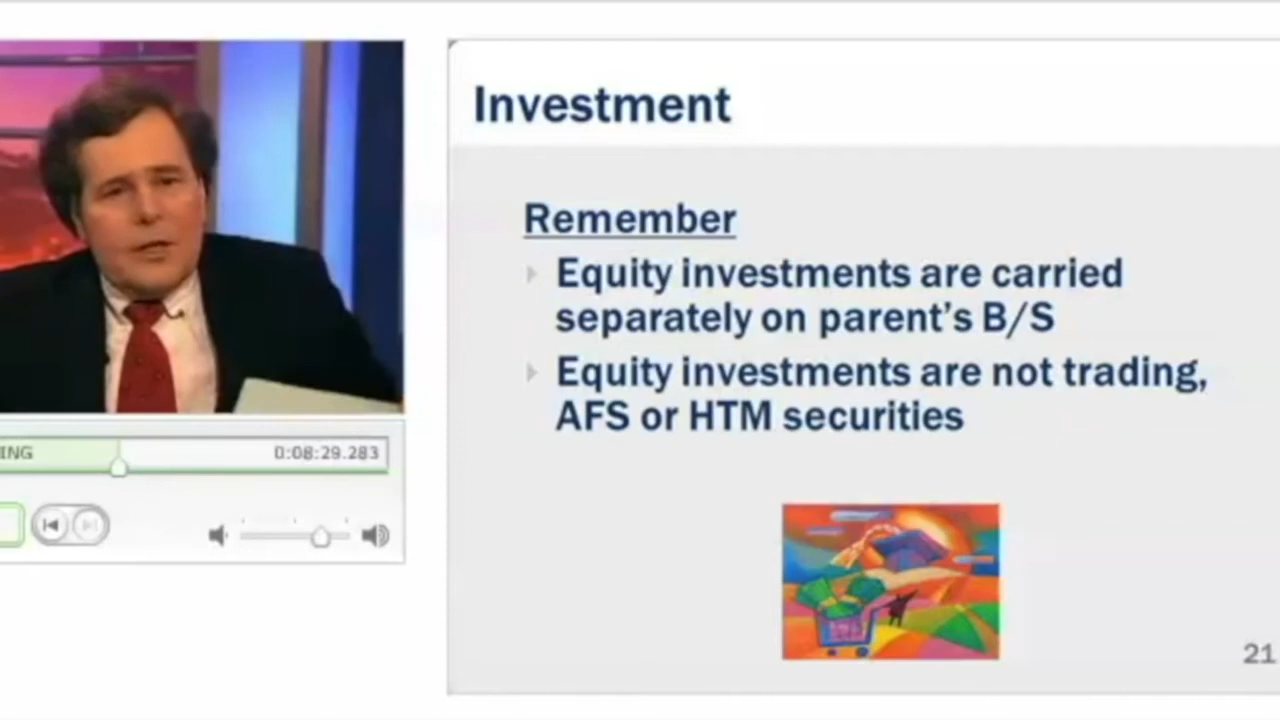 Investment
Remember
Equity investments are carried
separately on parent's B/S
Equity investments are not trading,
AFS or HTM securities
ING
0:08:29.283
21